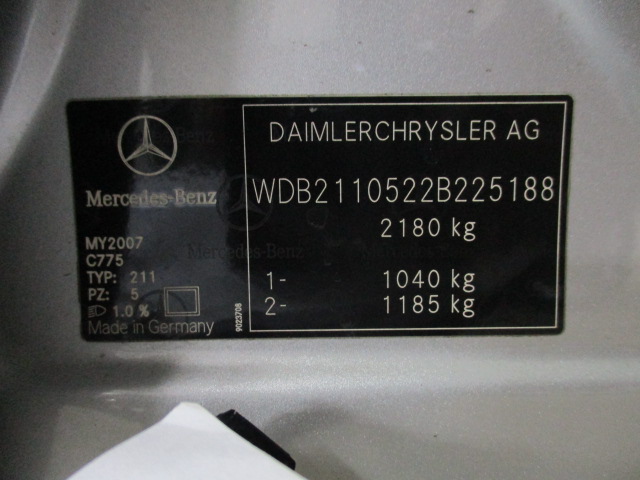 Mercedes-Benz
MY2007
C775
TYP: 211
PZ: 5
1.0 %
Made in Germany
9023708
DAIMLERCHRYSLER AG
WDB2110522B225188
2180 kg
1- 1040 kg
2- 1185 kg